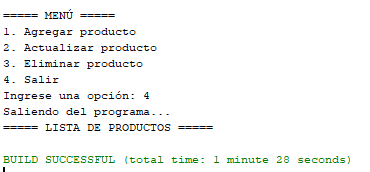 ===== MENÚ =====
1. Agregar producto
2. Actualizar producto
3. Eliminar producto
4. Salir
Ingrese una opción: 4
Saliendo del programa...
===== LISTA DE PRODUCTOS =====
BUILD SUCCESSFUL (total time: 1 minute 28 seconds)